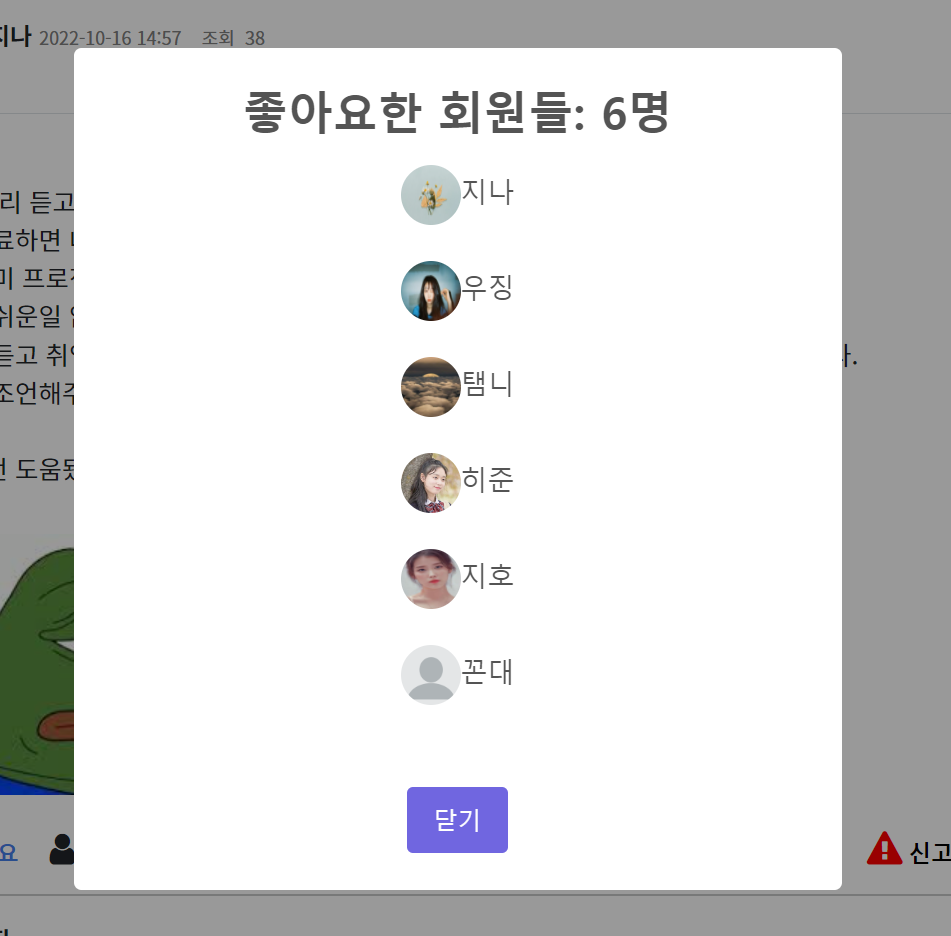 지나 2022-10-16 14:57 조회 38
좋아요한 회원들: 6명
지나
우징
탬니
히준
지호
꼰대
닫기
리 듣고
료하면
미 프로
쉬운일
듣고
조언해주
도움
요
신고